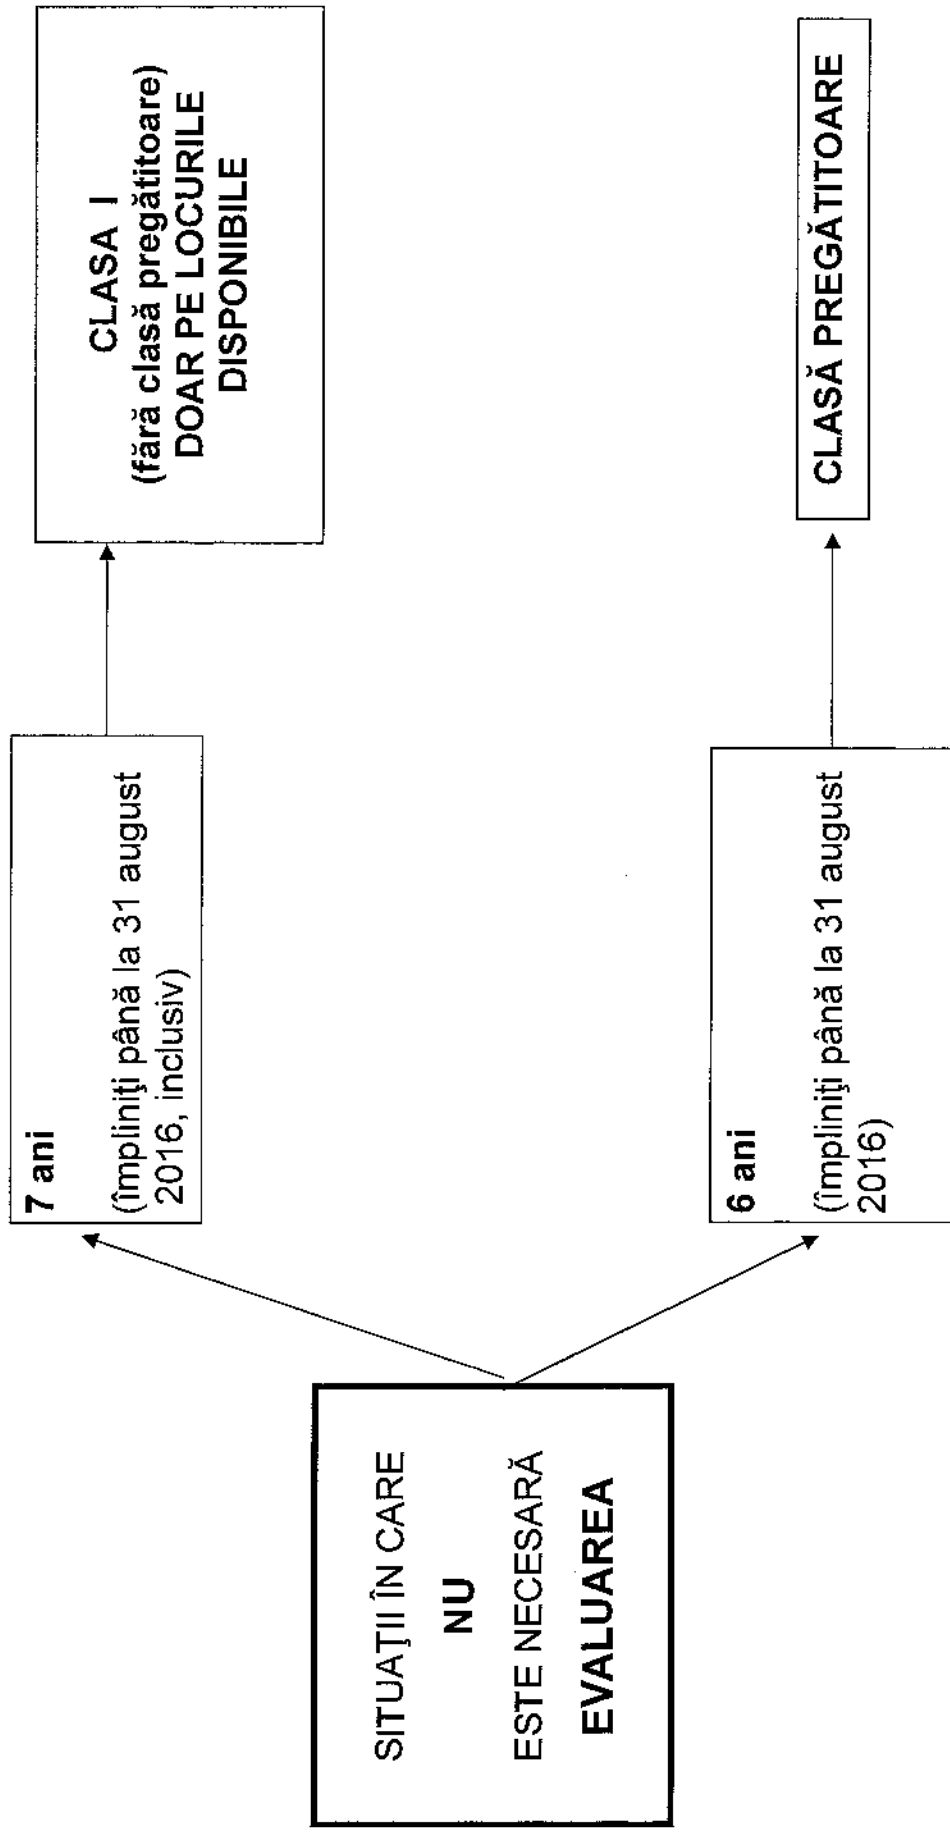 SITUAŢII ÎN CARE
NU
ESTE NECESARĂ
EVALUAREA
7 ani
(împliniţi până la 31 august
2016, inclusiv)
CLASA I
(fără clasă pregătitoare)
DOAR PE LOCURILE
DISPONIBILE
6 ani
(împliniţi până la 31 august
2016)
CLASĂ PREGĂTITOARE